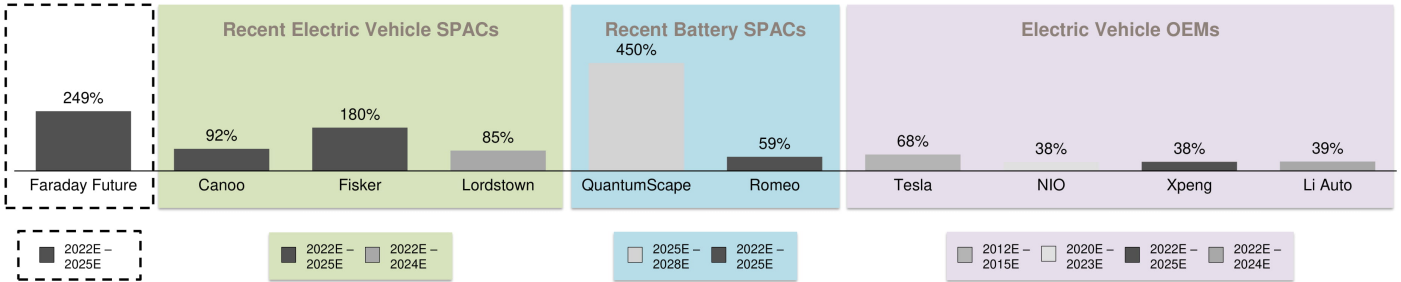 Recent Electric Vehicle SPACs
Recent Battery SPACs
Electric Vehicle OEMs
249%
92%
180%
85%
450%
59%
68%
38%
38%
39%
Faraday Future
Canoo
Fisker
Lordstown
QuantumScape
Romeo
Tesla
NIO
Xpeng
Li Auto
2022E –
2025E
2022E –
2025E
2022E –
2024E
2025E –
2028E
2022E –
2025E
2012E –
2015E
2020E –
2023E
2022E –
2025E
2022E –
2024E